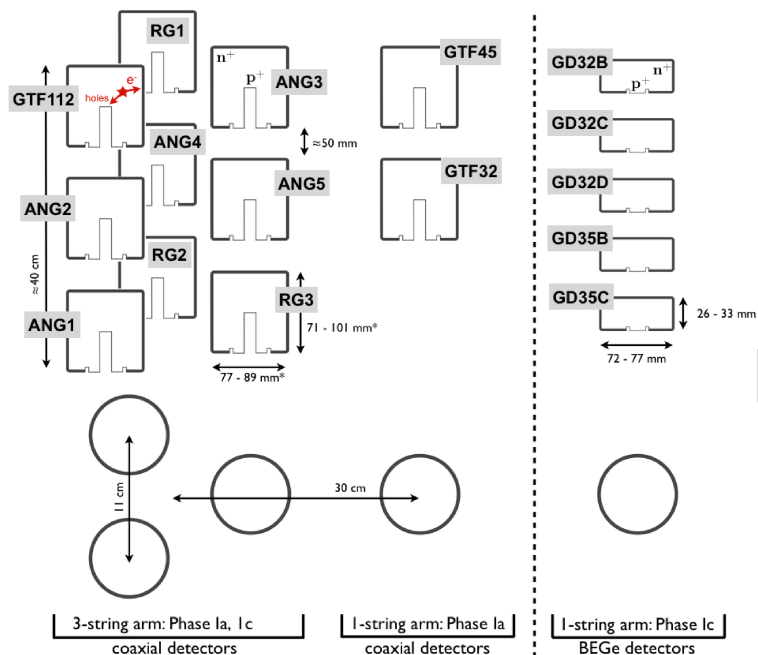 RG1
GTF112
e-
holes
n+
p+
ANG3
GTF45
GD32B
p+
n+
ANG4
≈50 mm
GD32C
ANG2
ANG5
GTF32
GD32D
RG2
GD35B
≈40 cm
ANG1
RG3
71 - 101 mm*
77 - 89 mm*
GD35C
26 - 33 mm
72 - 77 mm
11 cm
30 cm
3-string arm: Phase Ia, 1c
coaxial detectors
1-string arm: Phase Ia
coaxial detectors
1-string arm: Phase Ic
BEGe detectors